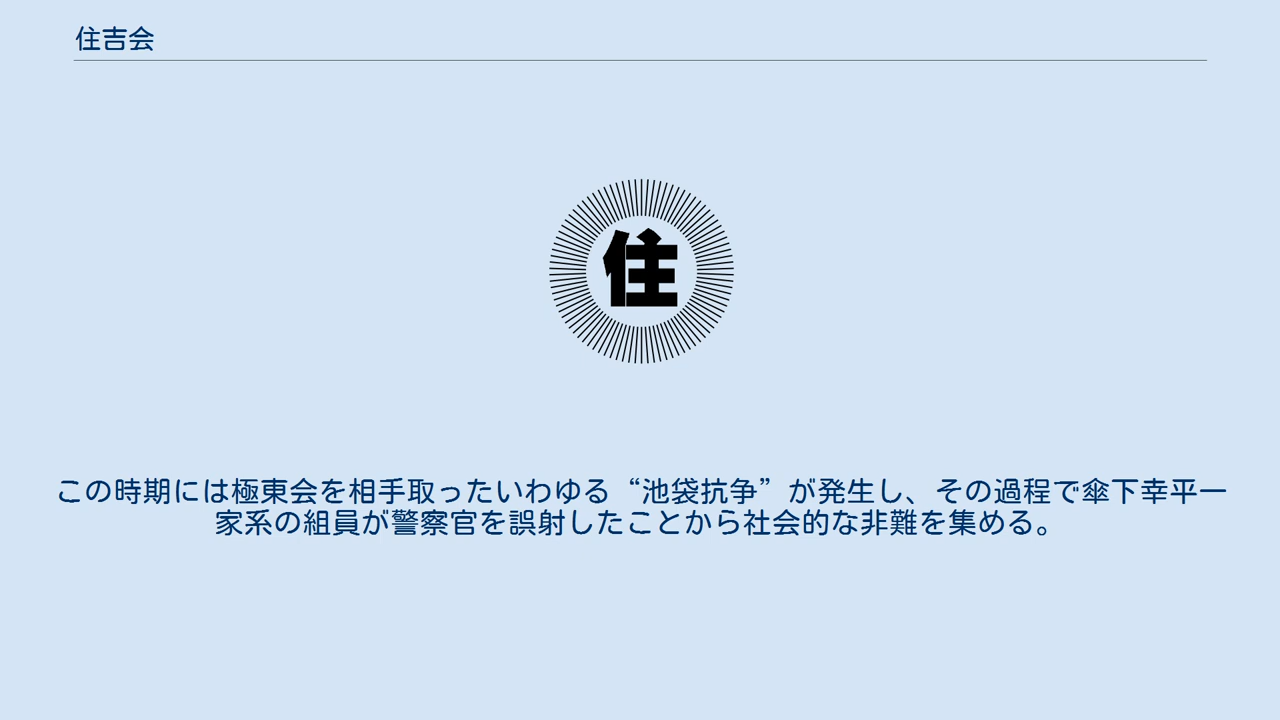 住吉会
住
この時期には極東会を相手取ったいわゆる“池袋抗争”が発生し、その過程で傘下幸平一
家系の組員が警察官を誤射したことから社会的な非難を集める。